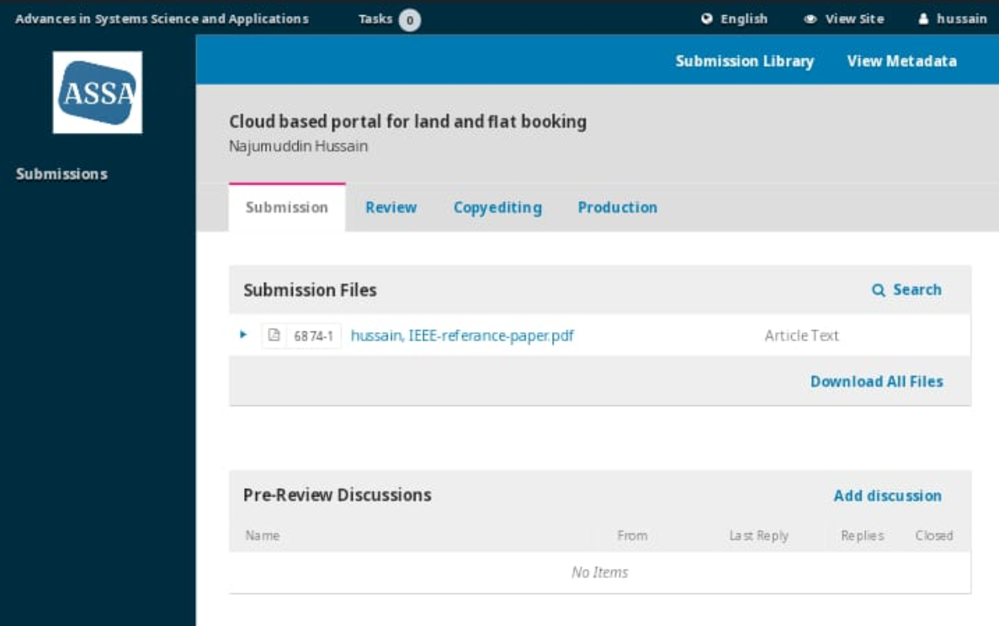 Advances in Systems Science and Applications Tasks 0 English View Site hussain
Submission Library View Metadata
ASSA
Cloud based portal for land and flat booking
Najumuddin Hussain
Submissions
Submission Review Copyediting Production
Submission Files Search
6874-1 hussain, IEEE-referance-paper.pdf Article Text
Download All Files
Pre-Review Discussions Add discussion
Name From Last Reply Replies Closed
No Items